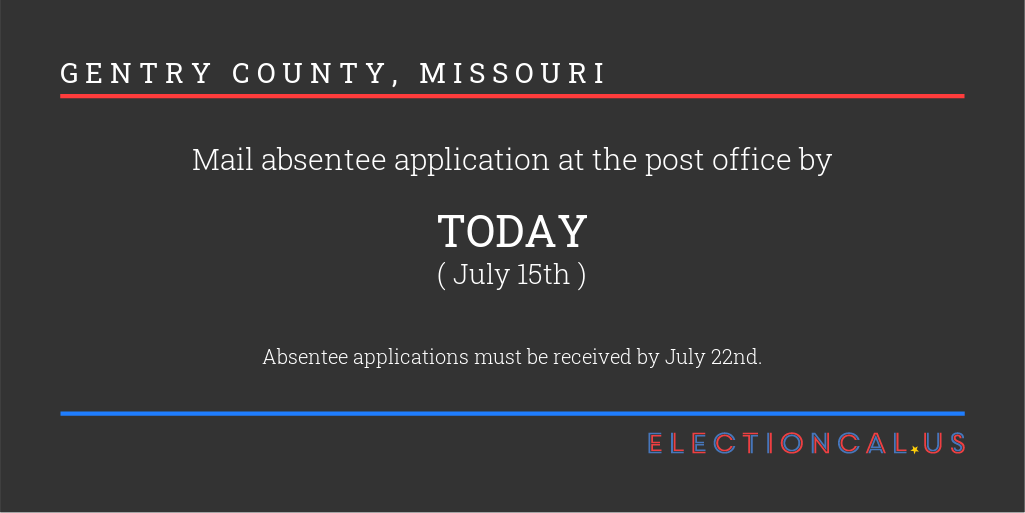 GENTRY COUNTY, MISSOURI
Mail absentee application at the post office by
TODAY
( July 15th )
Absentee applications must be received by July 22nd.
ELECTIONCAL.US